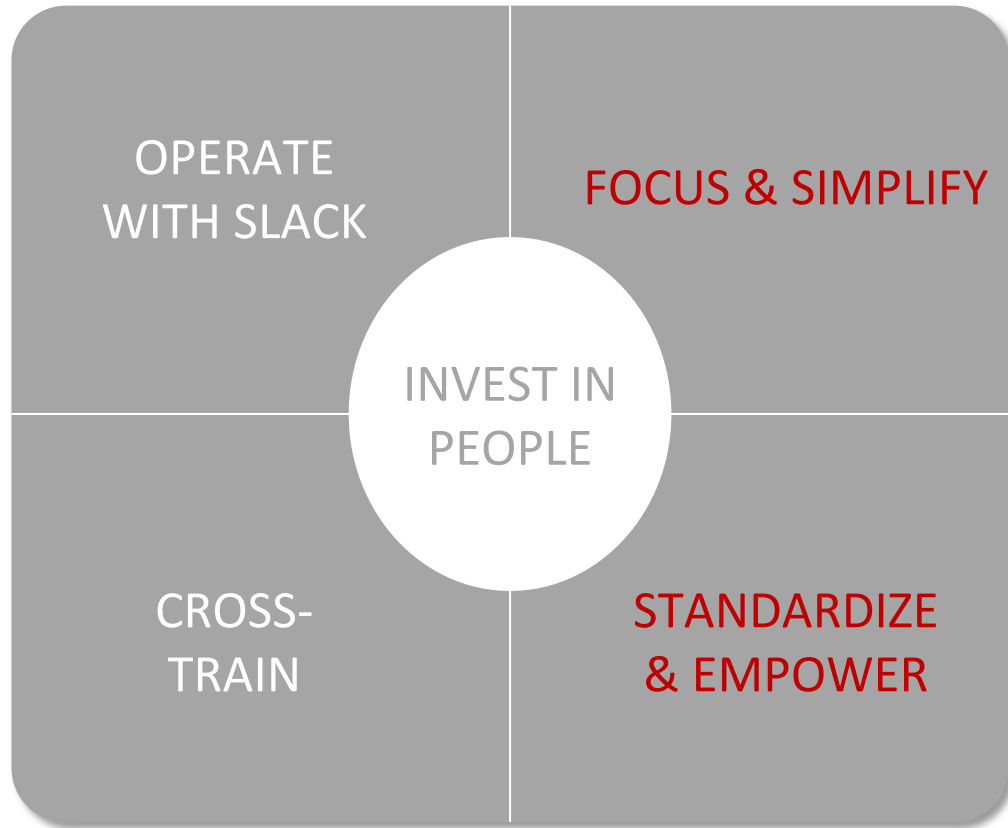 OPERATE
WITH SLACK
FOCUS & SIMPLIFY
INVEST IN
PEOPLE
CROSS-
TRAIN
STANDARDIZE
& EMPOWER